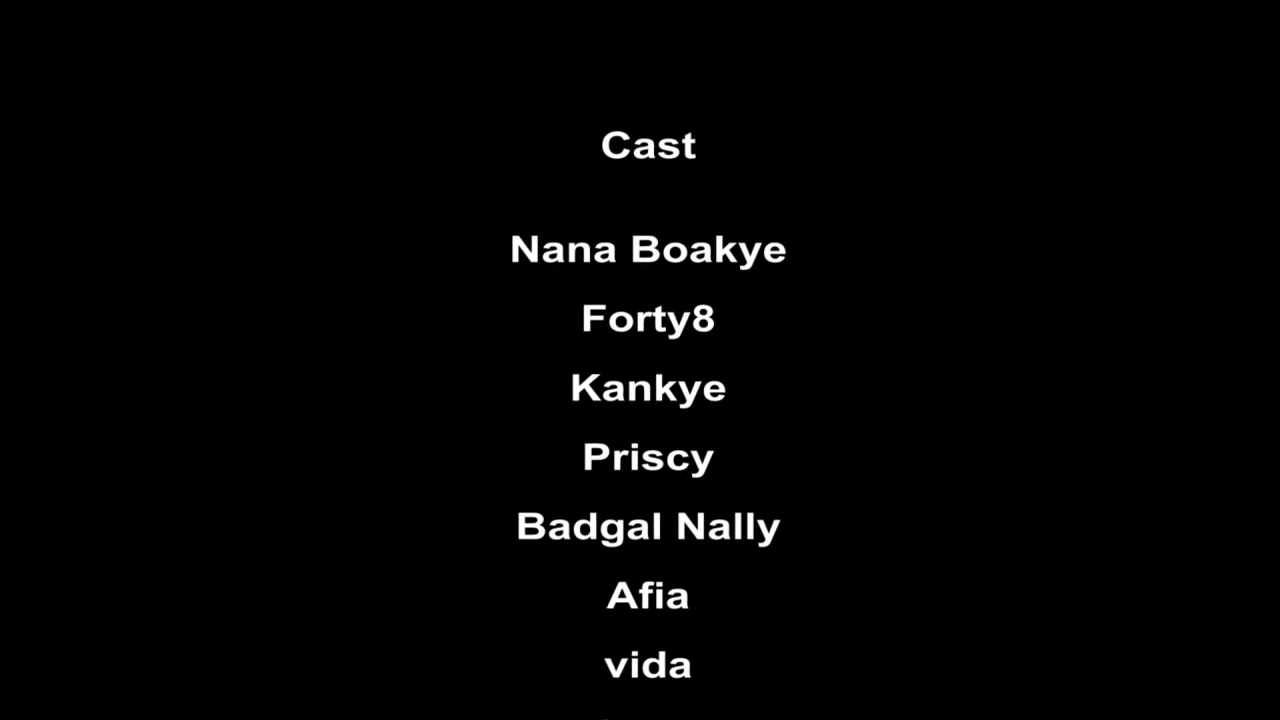 Cast
Nana Boakye
Forty8
Kankye
Priscy
Badgal Nally
Afia
vida